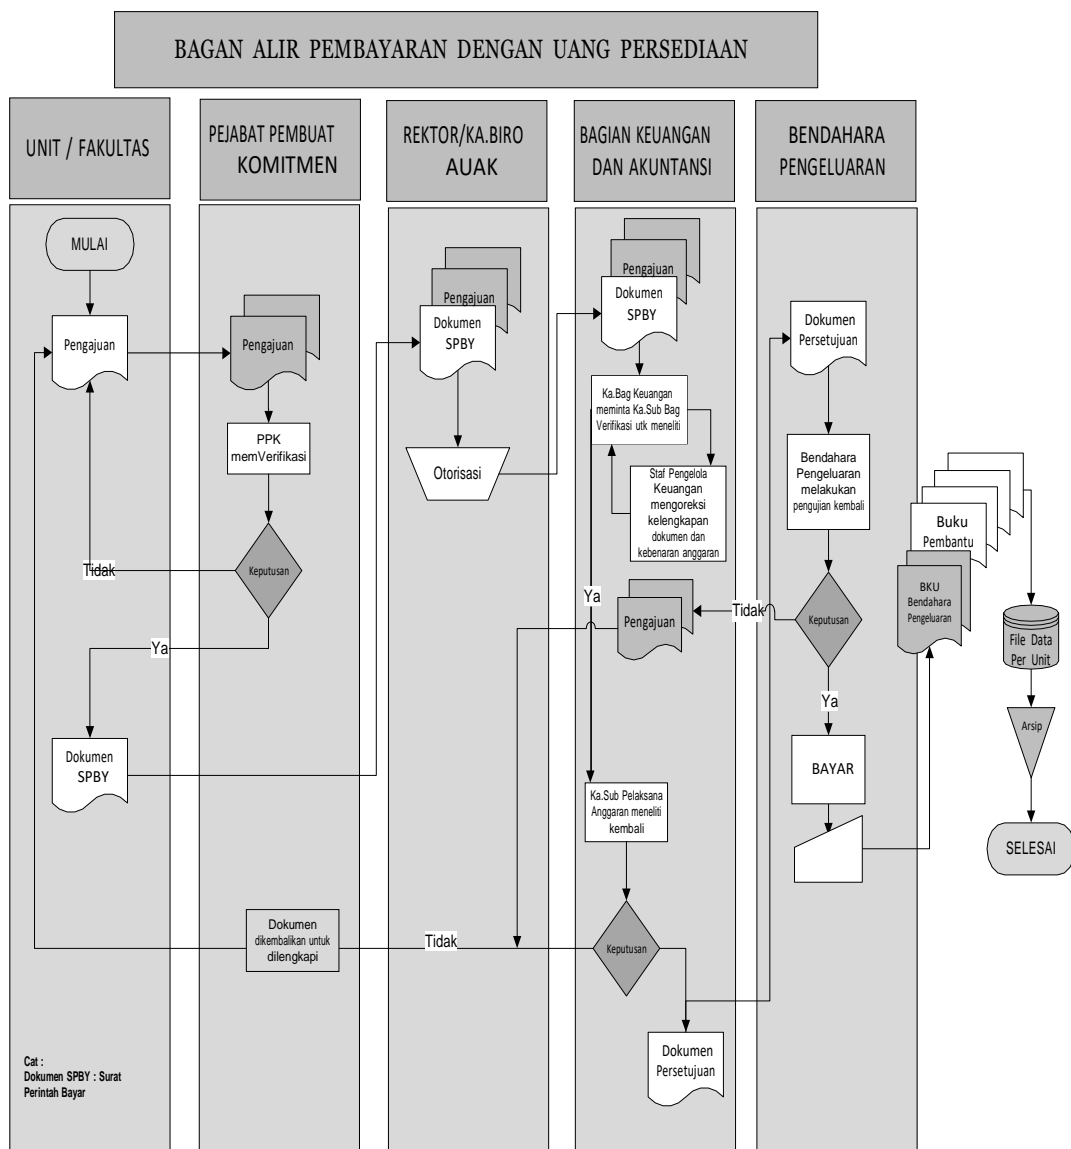 BAGAN ALIR PEMBAYARAN DENGAN UANG PERSEDIAAN
UNIT / FAKULTAS
PEJABAT PEMBUAT
KOMITMEN
REKTOR/KA.BIRO
AUAK
BAGIAN KEUANGAN
DAN AKUNTANSI
BENDAHARA
PENGELUARAN
MULAI
Pengajuan
Tidak
Ya
Dokumen
SPBY
Cat :
Dokumen SPBY : Surat
Perintah Bayar
Pengajuan
PPK
memVerifikasi
Keputusan
Dokumen
dikembalikan untuk
dilengkapi
Pengajuan
Dokumen
SPBY
Otorisasi
Tidak
Pengajuan
Dokumen
SPBY
Ka.Bag Keuangan
meminta Ka.Sub Bag
Verifikasi utk meneliti
Staf Pengelola
Keuangan
mengoreksi
kelengkapan
dokumen dan
kebenaran anggaran
Ya
Pengajuan
Ka.Sub Pelaksana
Anggaran meneliti
kembali
Keputusan
Dokumen
Persetujuan
Dokumen
Persetujuan
Bendahara
Pengeluaran
melakukan
pengujian kembali
Tidak
Keputusan
Ya
BAYAR
Buku
Pembantu
BKU
Bendahara
Pengeluaran
File Data
Per Unit
Arsip
SELESAI